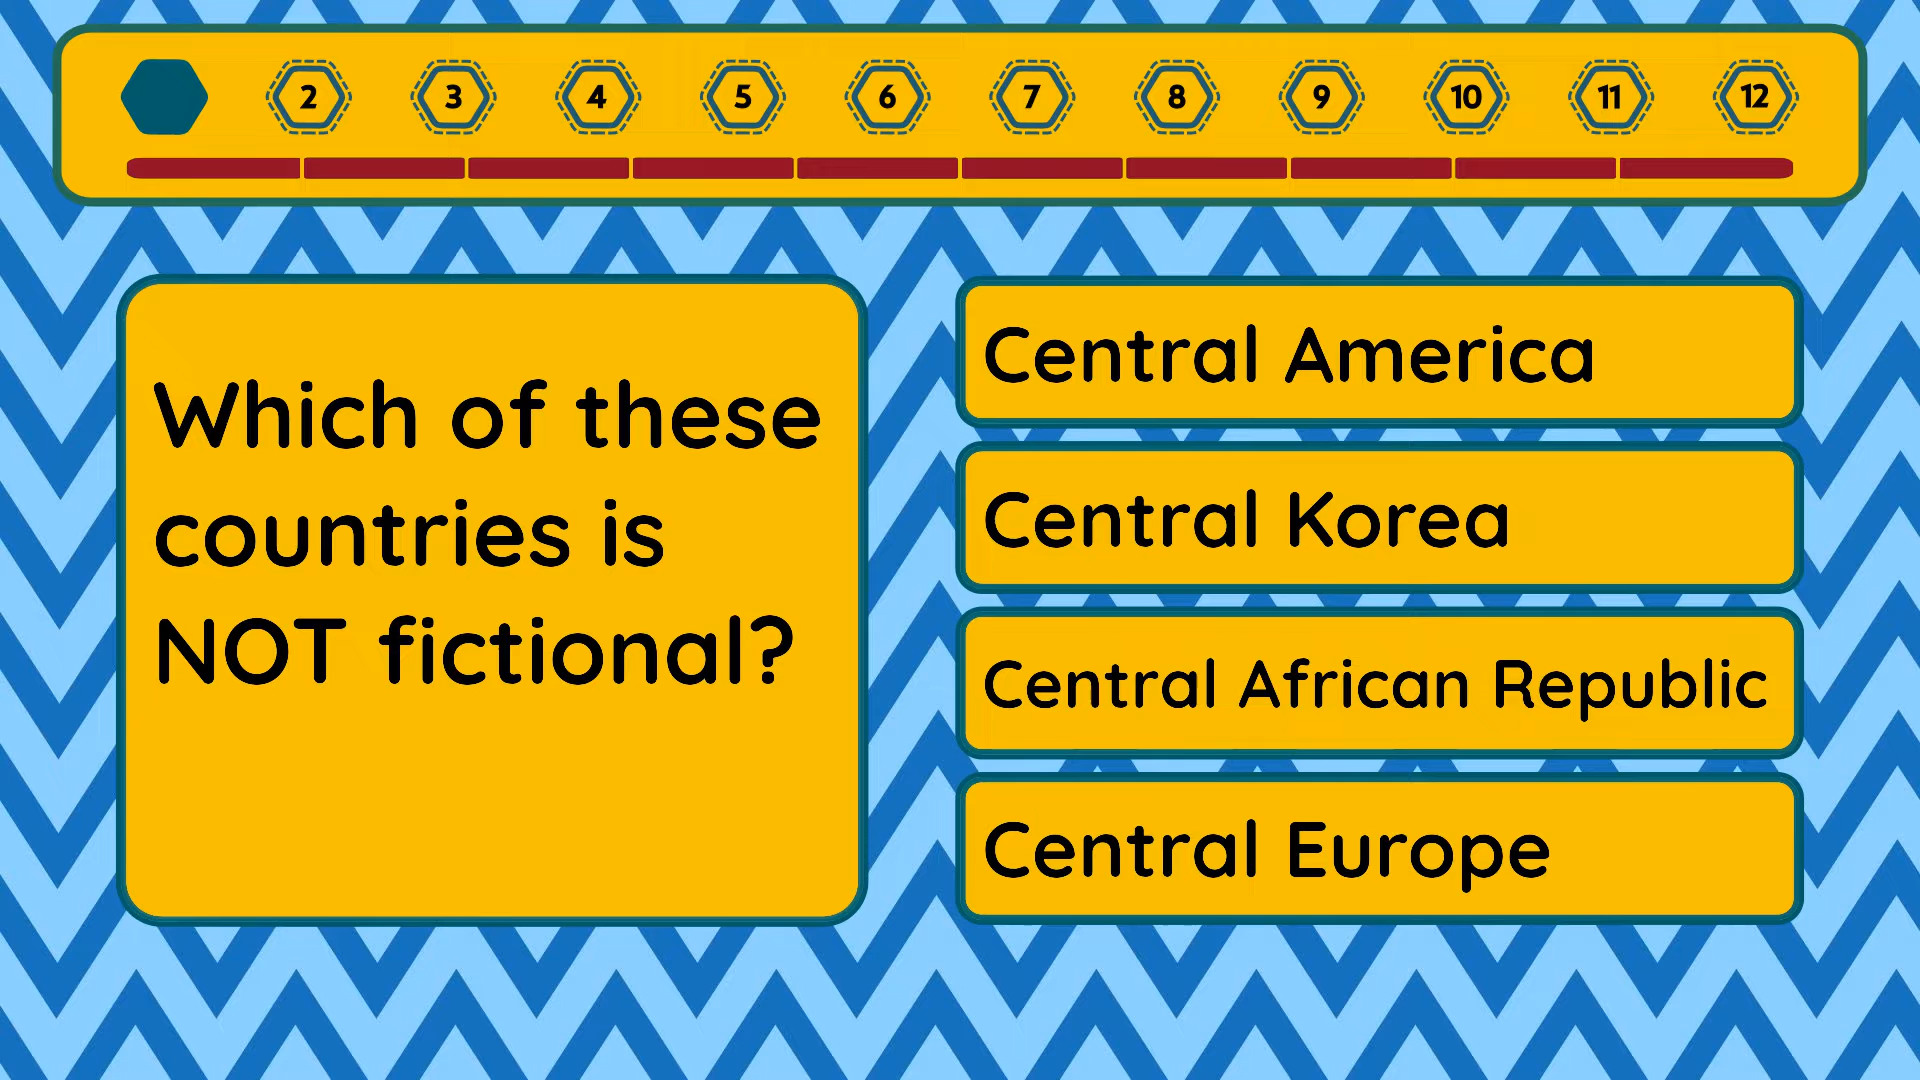 2 3 4 5 6 7 8 9 10 11 12
Which of these
countries is
NOT fictional?
Central America
Central Korea
Central African Republic
Central Europe